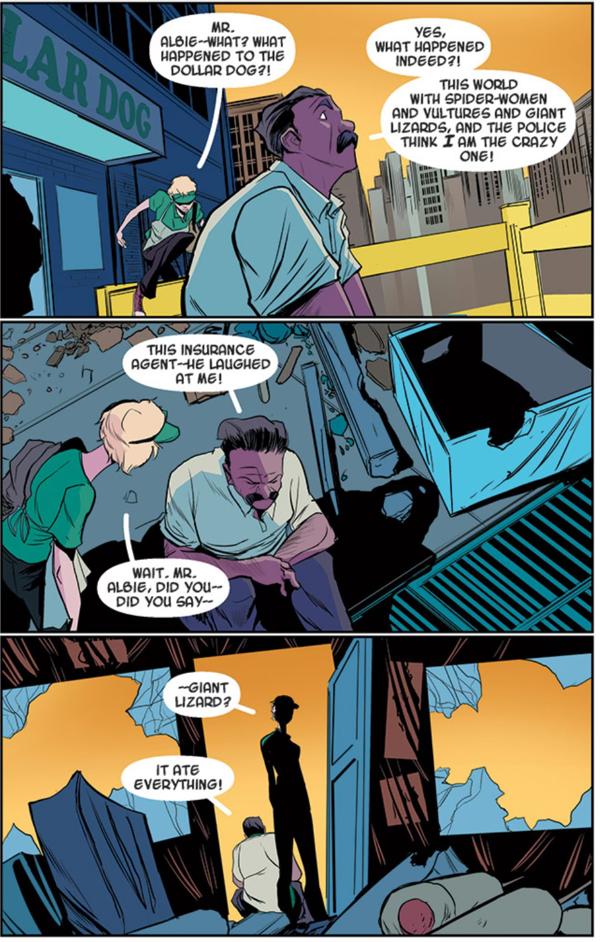 LAR DOG
MR.
ALBIE--WHAT? WHAT
HAPPENED TO THE
DOLLAR DOG?!
YES,
WHAT HAPPENED
INDEED?!
THIS WORLD
WITH SPIDER-WOMEN
AND VULTURES AND GIANT
LIZARDS, AND THE POLICE
THINK I AM THE CRAZY
ONE!
THIS INSURANCE
AGENT--HE LAUGHED
AT ME!
WAIT. MR.
ALBIE, DID YOU--
DID YOU SAY--
--GIANT
LIZARD?
IT ATE
EVERYTHING!